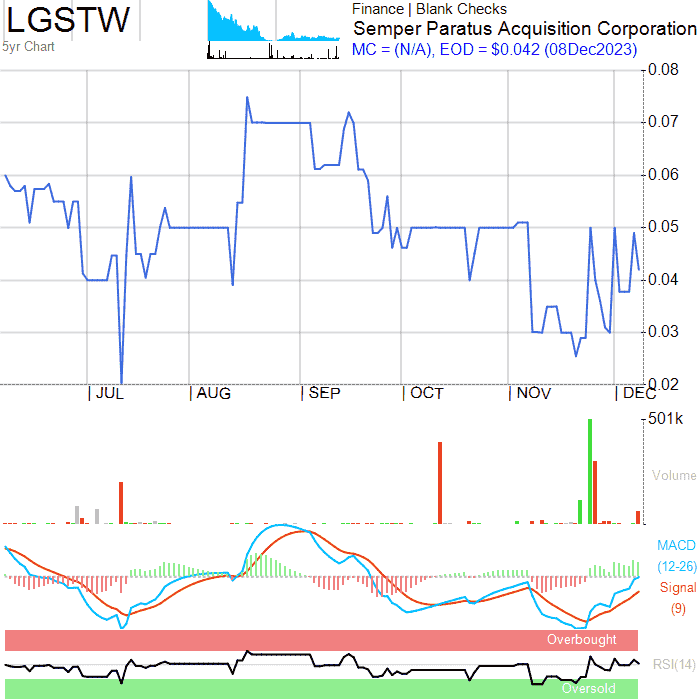 LGSTW
5yr Chart
Finance | Blank Checks
Semper Paratus Acquisition Corporation
MC = (N/A), EOD = $0.042 (08Dec2023)
0.08
0.07
0.06
0.05
0.04
0.03
0.02
JUL AUG SEP OCT NOV DEC
501k
Volume
MACD
(12-26)
Signal
(9)
Overbought
RSI(14)
Oversold